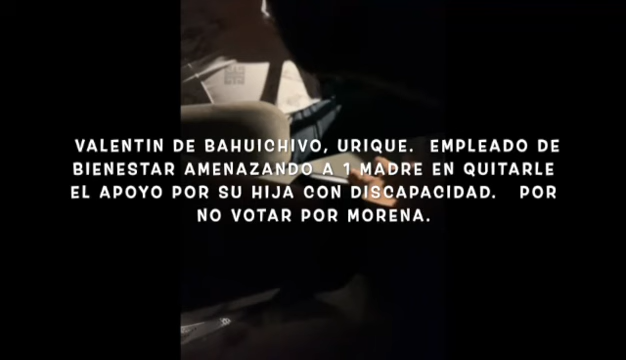 VALENTIN DE BAHUICHIVO, URIQUE. EMPLEADO DE
BIENESTAR AMENAZANDO A 1 MADRE EN QUITARLE
EL APOYO POR SU HIJA CON DISCAPACIDAD. POR
NO VOTAR POR MORENA.